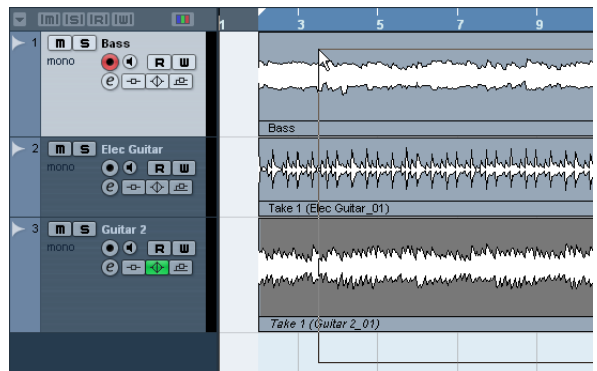 m S R W 1 3 5 7 9
1 m S Bass
mono R W
e
Bass
2 m S Elec Guitar
mono R W
e
Take 1 (Elec Guitar_01)
3 m S Guitar 2
mono R W
e
Take 1 (Guitar 2_01)